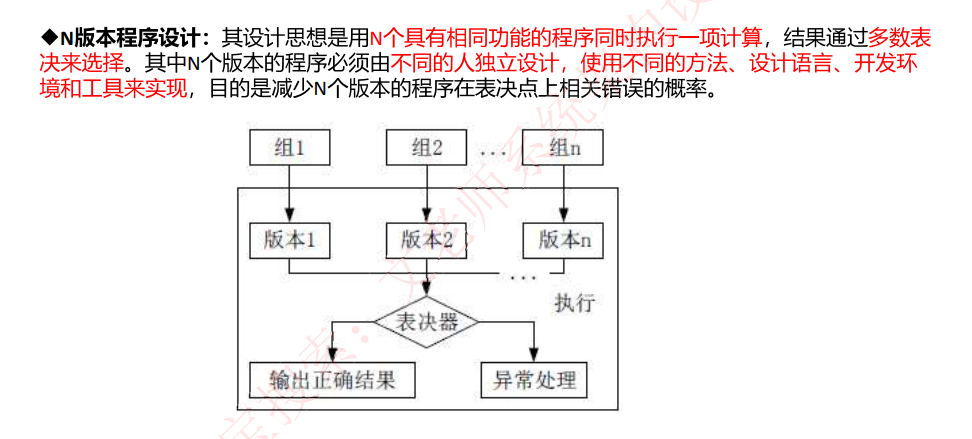 ◆N版本程序设计：其设计思想是用N个具有相同功能的程序同时执行一项计算，结果通过多数表
决来选择。其中N个版本的程序必须由不同的人独立设计，使用不同的方法、设计语言、开发环
境和工具来实现，目的是减少N个版本的程序在表决点上相关错误的概率。
组1 组2 ... 组n
版本1 版本2 版本n
...
执行
表决器
输出正确结果 异常处理